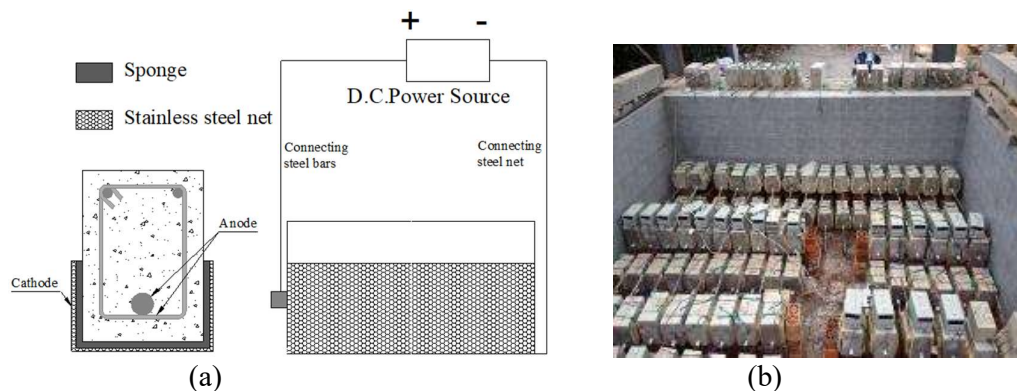 + -
Sponge
D.C.Power Source
Stainless steel net
Connecting
steel bars
Connecting
steel net
Anode
Cathode
(a)
(b)